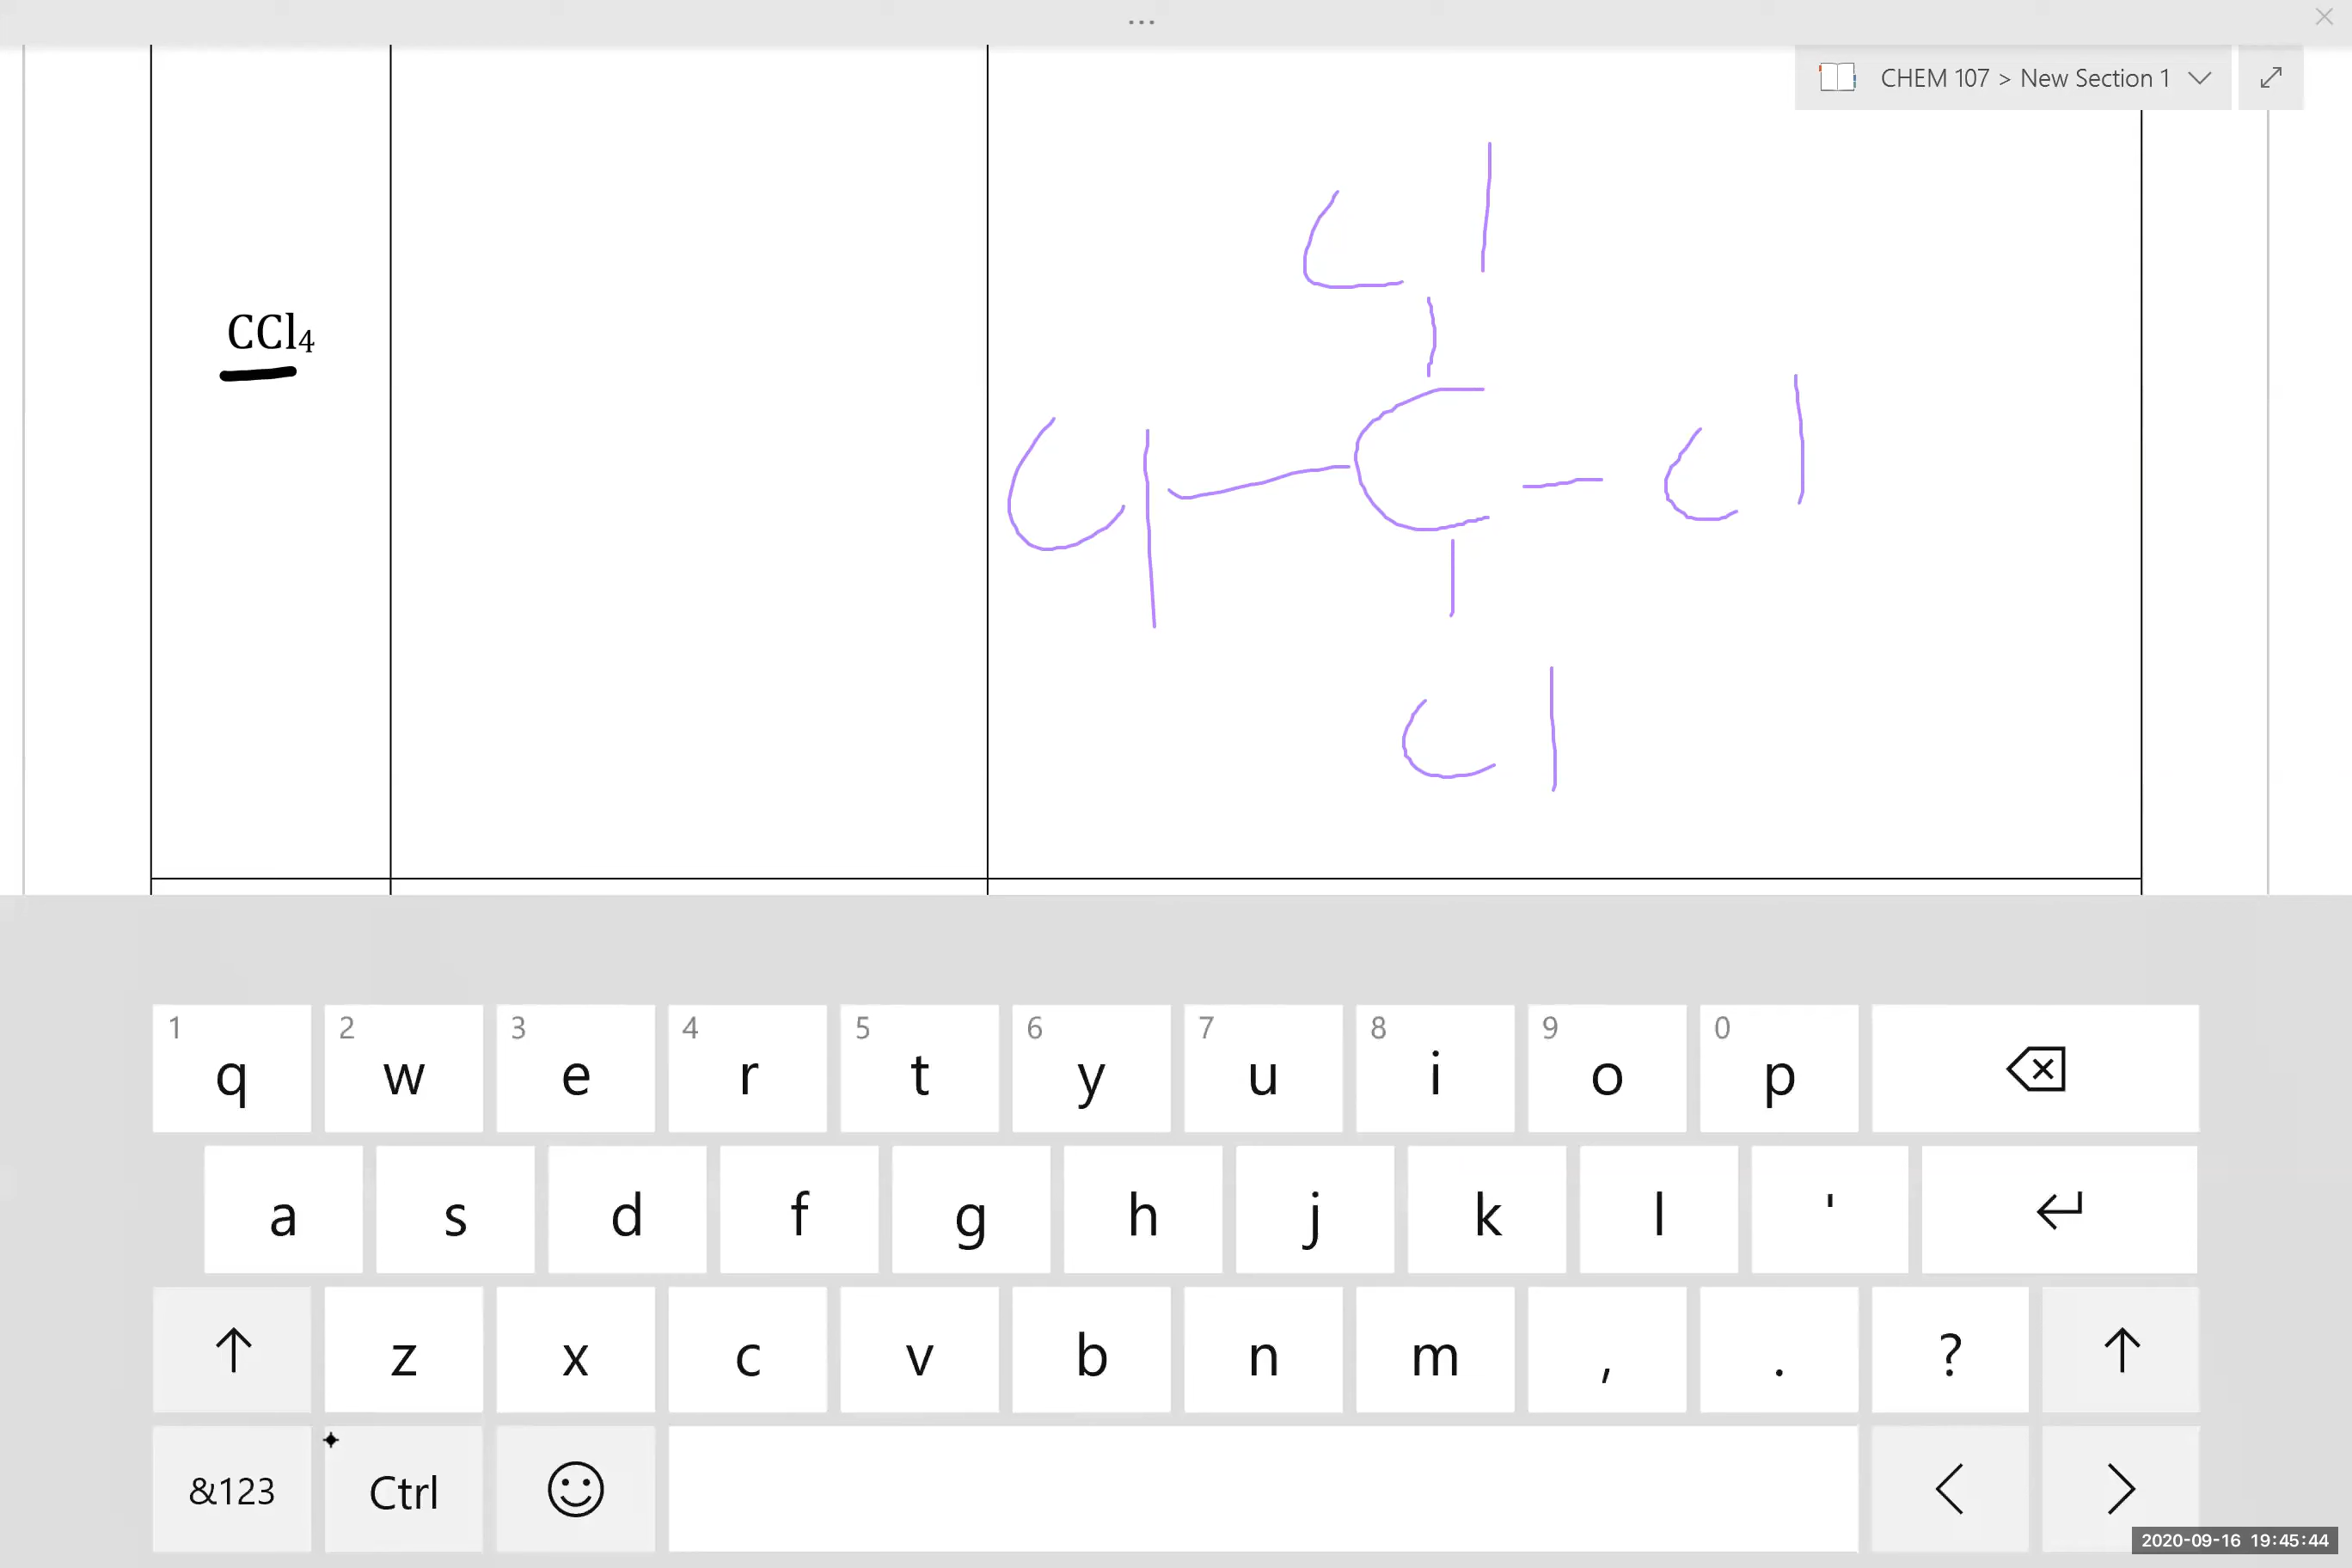 ...
CHEM 107 > New Section 1
CCl₄
Cl
Cl — C — Cl
Cl
1 2 3 4 5 6 7 8 9 0
q w e r t y u i o p
a s d f g h j k l '
z x c v b n m , . ?
&123 Ctrl
2020-09-16 19:45:44